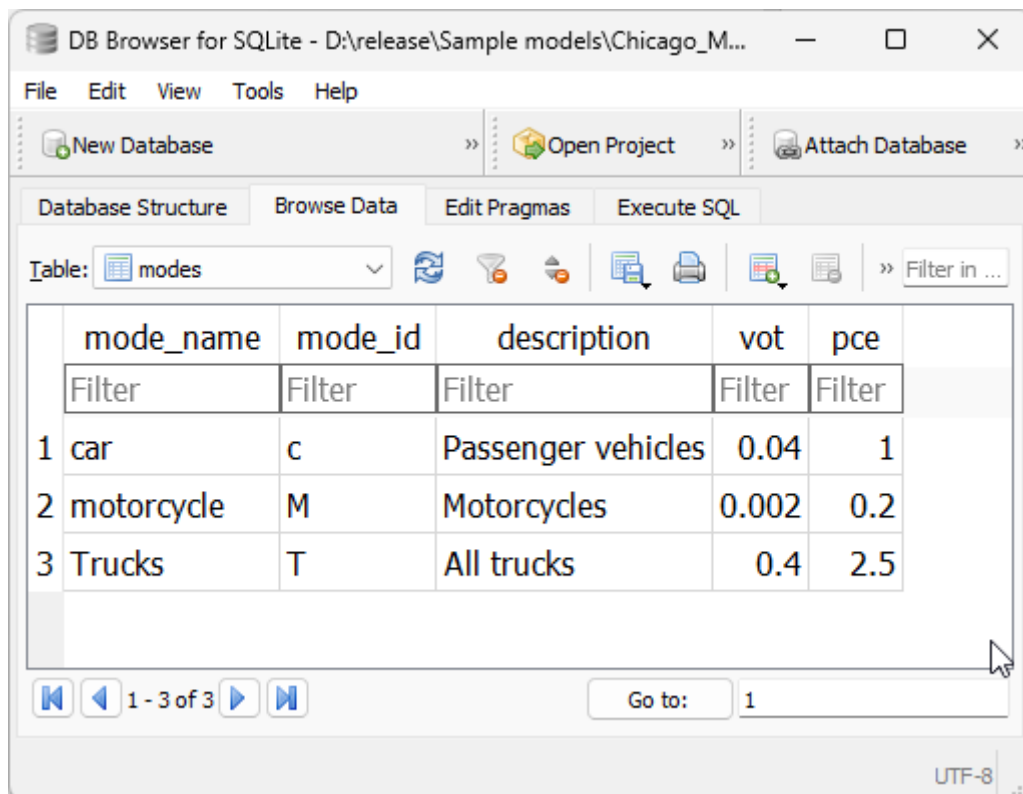 DB Browser for SQLite - D:\release\Sample models\Chicago_M...
File Edit View Tools Help
New Database » Open Project » Attach Database »
Database Structure Browse Data Edit Pragmas Execute SQL
Table: modes » Filter in ...
mode_name mode_id description vot pce
Filter Filter Filter Filter Filter
1 car c Passenger vehicles 0.04 1
2 motorcycle M Motorcycles 0.002 0.2
3 Trucks T All trucks 0.4 2.5
1 - 3 of 3 Go to: 1
UTF-8